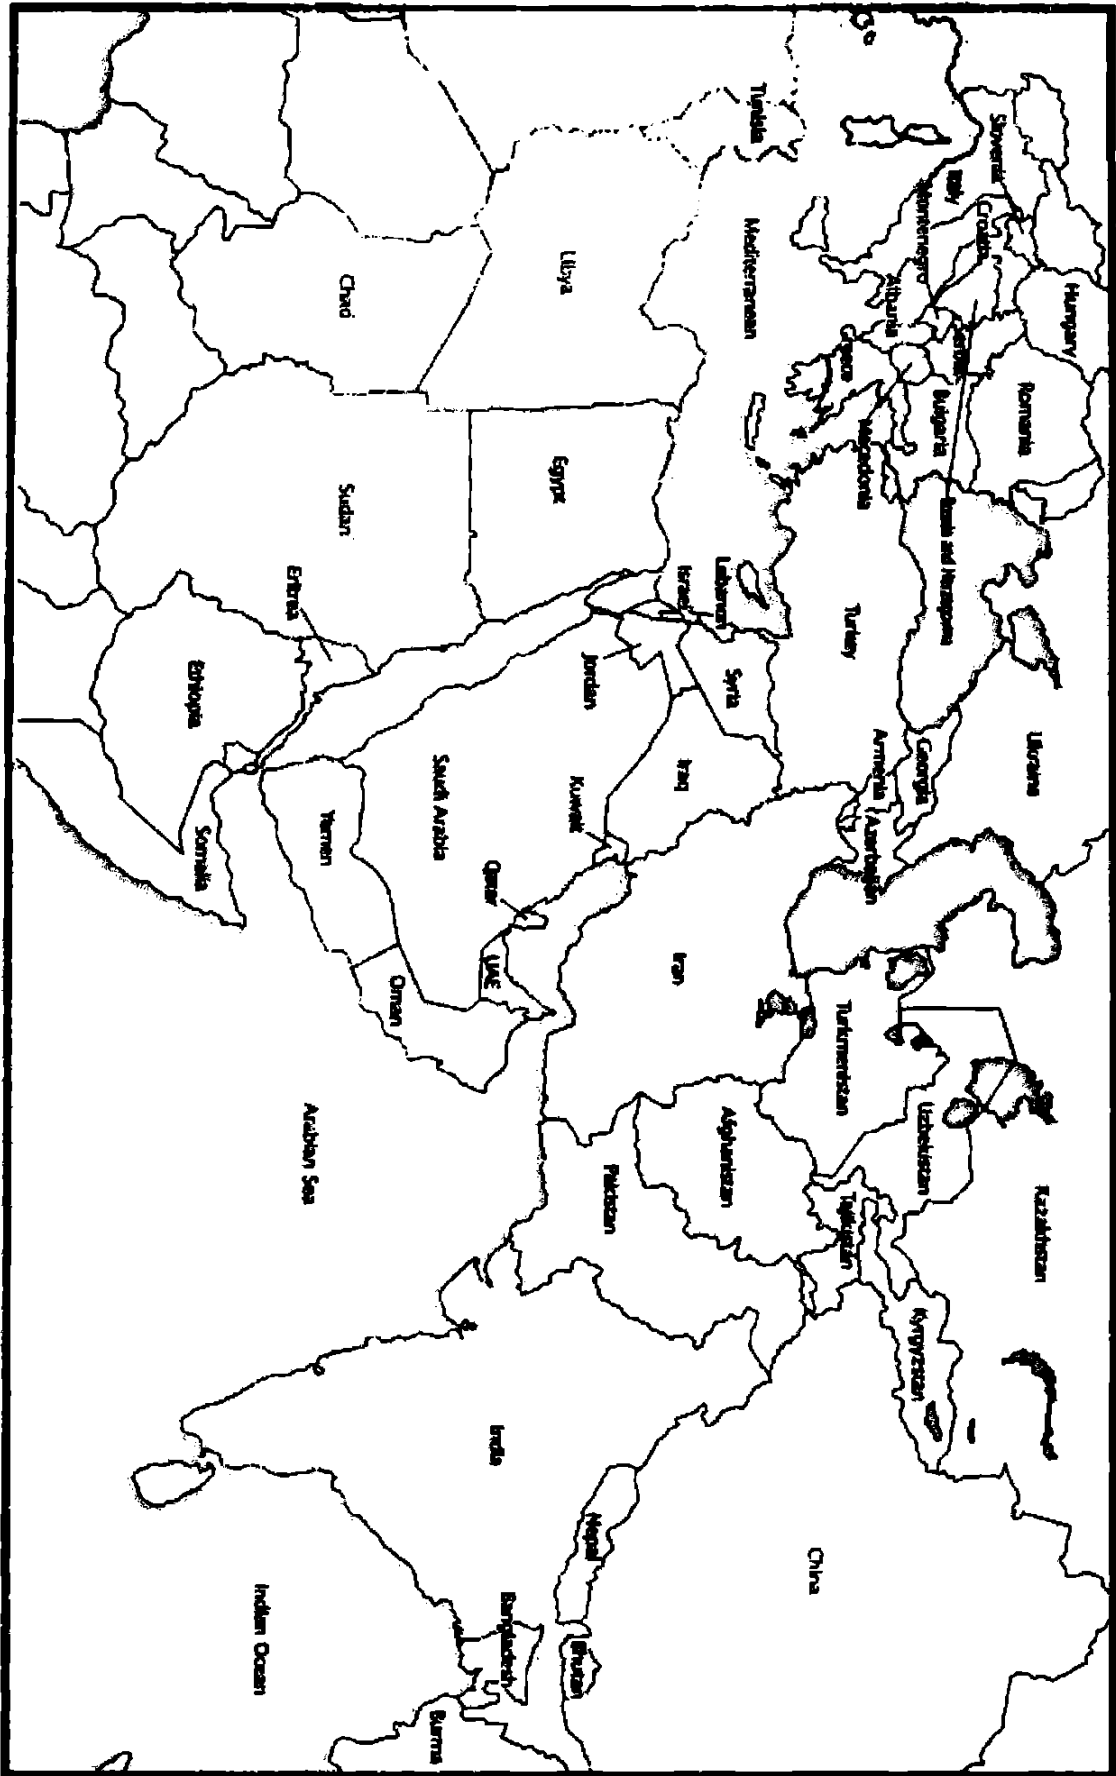 Slovenia
Italy
Croatia
Hungary
Montenegro
Albania
Serbia
Romania
Bulgaria
Greece
Macedonia
Bosnia and Herzegovina
Ukraine
Kazakhstan
Georgia
Armenia
Azerbaijan
Turkey
Turkmenistan
Uzbekistan
Tajikistan
Kyrgyzstan
China
Tunisia
Mediterranean
Lebanon
Israel
Syria
Jordan
Iraq
Kuwait
Iran
Afghanistan
Pakistan
Libya
Egypt
Saudi Arabia
Qatar
UAE
Oman
Yemen
India
Nepal
Bhutan
Bangladesh
Burma
Chad
Sudan
Eritrea
Ethiopia
Somalia
Arabian Sea
Indian Ocean